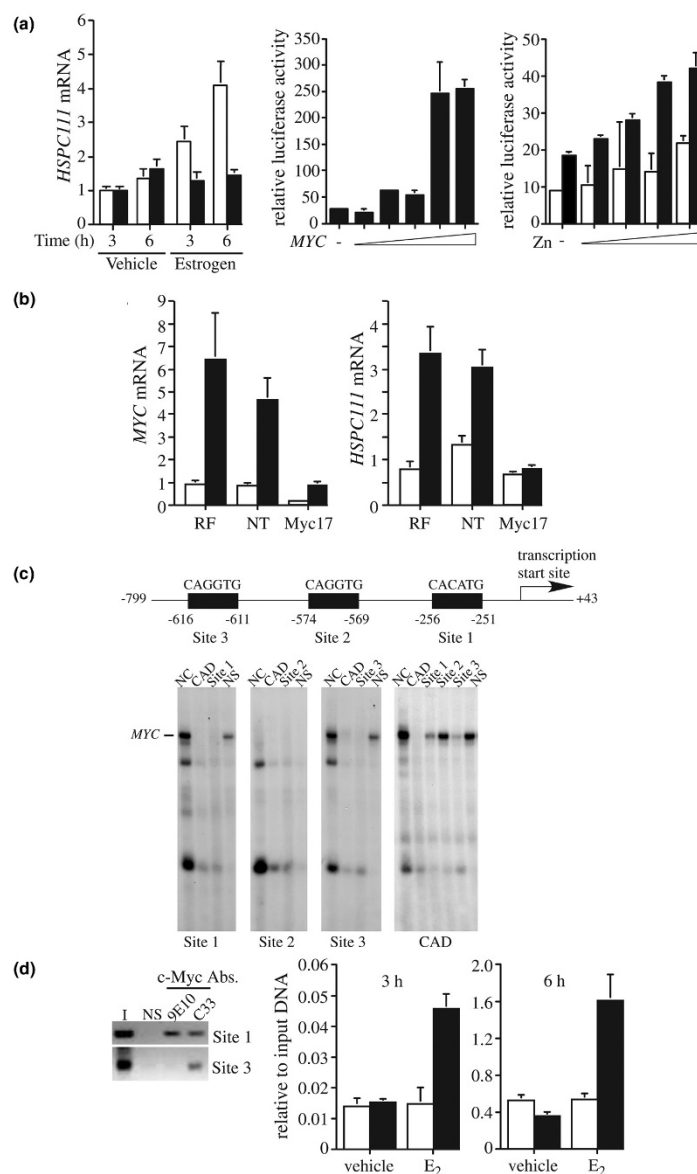 (a)
HSPC111 mRNA
6
5
4
3
2
1
0
Time (h) 3 6 3 6
Vehicle Estrogen
relative luciferase activity
350
300
250
200
150
100
50
0
MYC -
relative luciferase activity
50
40
30
20
10
0
Zn -
(b)
MYC mRNA
9
8
7
6
5
4
3
2
1
0
RF NT Myc17
HSPC111 mRNA
4
3
2
1
0
RF NT Myc17
(c)
transcription
start site
CAGGTG CAGGTG CACATG
-799 +43
-616 -611 -574 -569 -256 -251
Site 3 Site 2 Site 1
NC CAD Site 1 NS NC CAD Site 2 NS NC CAD Site 3 NS NC CAD Site 1 Site 2 Site 3 NS
MYC
Site 1 Site 2 Site 3 CAD
(d)
c-Myc Abs.
I NS 9E10 C33
Site 1
Site 3
relative to input DNA
0.06
0.05
0.04
0.03
0.02
0.01
0
3 h
vehicle E2
2.0
1.6
1.2
0.8
0.4
0
6 h
vehicle E2